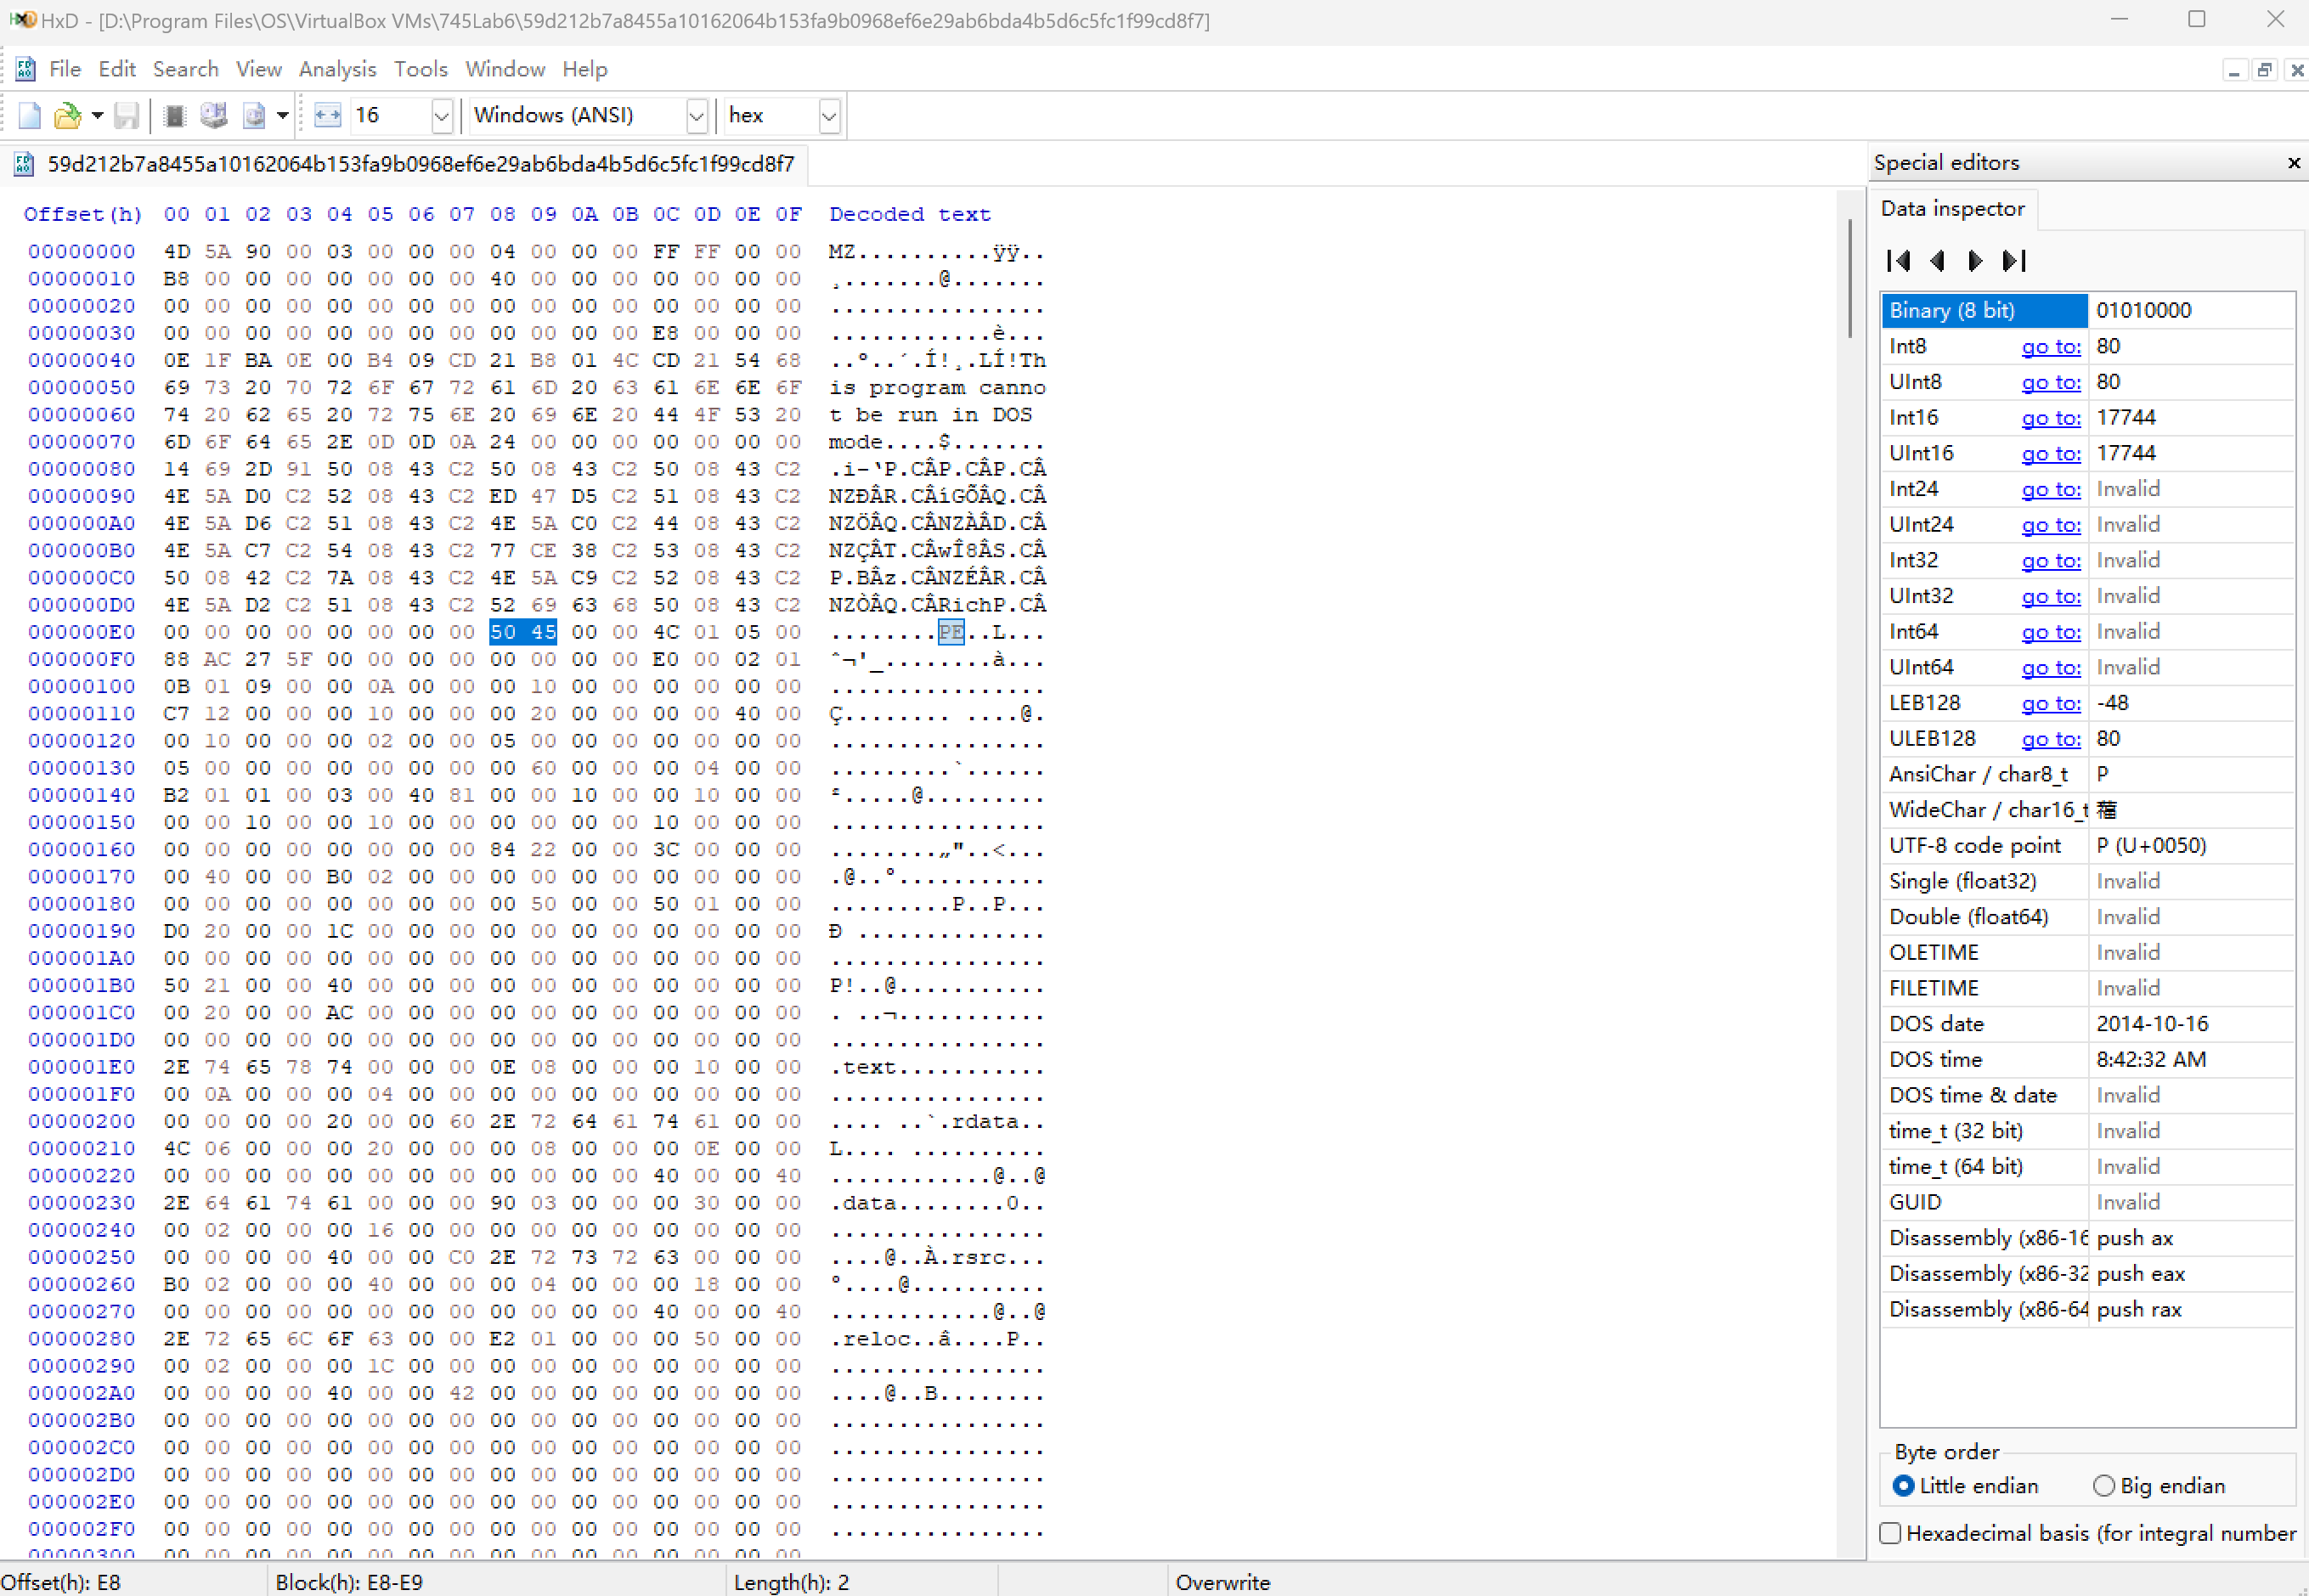 HxD - [D:\Program Files\OS\VirtualBox VMs\745Lab6\59d212b7a8455a10162064b153fa9b0968ef6e29ab6bda4b5d6c5fc1f99cd8f7]
File Edit Search View Analysis Tools Window Help
16 Windows (ANSI) hex
59d212b7a8455a10162064b153fa9b0968ef6e29ab6bda4b5d6c5fc1f99cd8f7
Offset(h) 00 01 02 03 04 05 06 07 08 09 0A 0B 0C 0D 0E 0F Decoded text
00000000 4D 5A 90 00 03 00 00 00 04 00 00 00 FF FF 00 00 MZ..........ÿÿ..
00000010 B8 00 00 00 00 00 00 00 40 00 00 00 00 00 00 00 ¸.......@.......
00000020 00 00 00 00 00 00 00 00 00 00 00 00 00 00 00 00 ................
00000030 00 00 00 00 00 00 00 00 00 00 00 00 E8 00 00 00 ............è...
00000040 0E 1F BA 0E 00 B4 09 CD 21 B8 01 4C CD 21 54 68 ..º..´.Í!¸.LÍ!Th
00000050 69 73 20 70 72 6F 67 72 61 6D 20 63 61 6E 6E 6F is program canno
00000060 74 20 62 65 20 72 75 6E 20 69 6E 20 44 4F 53 20 t be run in DOS
00000070 6D 6F 64 65 2E 0D 0D 0A 24 00 00 00 00 00 00 00 mode....$.......
00000080 14 69 2D 91 50 08 43 C2 50 08 43 C2 50 08 43 C2 .i-‘P.CÂP.CÂP.CÂ
00000090 4E 5A D0 C2 52 08 43 C2 ED 47 D5 C2 51 08 43 C2 NZÐÂR.CÂíGÕÂQ.CÂ
000000A0 4E 5A D6 C2 51 08 43 C2 4E 5A C0 C2 44 08 43 C2 NZÖÂQ.CÂNZÀÂD.CÂ
000000B0 4E 5A C7 C2 54 08 43 C2 77 CE 38 C2 53 08 43 C2 NZÇÂT.CÂwÎ8ÂS.CÂ
000000C0 50 08 42 C2 7A 08 43 C2 4E 5A C9 C2 52 08 43 C2 P.BÂz.CÂNZÉÂR.CÂ
000000D0 4E 5A D2 C2 51 08 43 C2 52 69 63 68 50 08 43 C2 NZÒÂQ.CÂRichP.CÂ
000000E0 00 00 00 00 00 00 00 00 50 45 00 00 4C 01 05 00 ........PE..L...
000000F0 88 AC 27 5F 00 00 00 00 00 00 00 00 E0 00 02 01 ˆ¬'_........à...
00000100 0B 01 09 00 00 0A 00 00 00 10 00 00 00 00 00 00 ................
00000110 C7 12 00 00 00 10 00 00 00 20 00 00 00 00 40 00 Ç........ ....@.
00000120 00 10 00 00 00 02 00 00 05 00 00 00 00 00 00 00 ................
00000130 05 00 00 00 00 00 00 00 00 60 00 00 00 04 00 00 .........`......
00000140 B2 01 01 00 03 00 40 81 00 00 10 00 00 10 00 00 ².....@.........
00000150 00 00 10 00 00 10 00 00 00 00 00 00 10 00 00 00 ................
00000160 00 00 00 00 00 00 00 00 84 22 00 00 3C 00 00 00 ........„"..<...
00000170 00 40 00 00 B0 02 00 00 00 00 00 00 00 00 00 00 .@..°...........
00000180 00 00 00 00 00 00 00 00 00 50 00 00 50 01 00 00 .........P..P...
00000190 D0 20 00 00 1C 00 00 00 00 00 00 00 00 00 00 00 Ð ..............
000001A0 00 00 00 00 00 00 00 00 00 00 00 00 00 00 00 00 ................
000001B0 50 21 00 00 40 00 00 00 00 00 00 00 00 00 00 00 P!..@...........
000001C0 00 20 00 00 AC 00 00 00 00 00 00 00 00 00 00 00 . ..¬...........
000001D0 00 00 00 00 00 00 00 00 00 00 00 00 00 00 00 00 ................
000001E0 2E 74 65 78 74 00 00 00 0E 08 00 00 00 10 00 00 .text...........
000001F0 00 0A 00 00 00 04 00 00 00 00 00 00 00 00 00 00 ................
00000200 00 00 00 00 20 00 00 60 2E 72 64 61 74 61 00 00 .... ..`.rdata..
00000210 4C 06 00 00 00 20 00 00 00 08 00 00 00 0E 00 00 L.... ..........
00000220 00 00 00 00 00 00 00 00 00 00 00 00 40 00 00 40 ............@..@
00000230 2E 64 61 74 61 00 00 00 90 03 00 00 00 30 00 00 .data........0..
00000240 00 02 00 00 00 16 00 00 00 00 00 00 00 00 00 00 ................
00000250 00 00 00 00 40 00 00 C0 2E 72 73 72 63 00 00 00 ....@..À.rsrc...
00000260 B0 02 00 00 00 40 00 00 00 04 00 00 00 18 00 00 °....@..........
00000270 00 00 00 00 00 00 00 00 00 00 00 00 40 00 00 40 ............@..@
00000280 2E 72 65 6C 6F 63 00 00 E2 01 00 00 00 50 00 00 .reloc..â....P..
00000290 00 02 00 00 00 1C 00 00 00 00 00 00 00 00 00 00 ................
000002A0 00 00 00 00 40 00 00 42 00 00 00 00 00 00 00 00 ....@..B........
000002B0 00 00 00 00 00 00 00 00 00 00 00 00 00 00 00 00 ................
000002C0 00 00 00 00 00 00 00 00 00 00 00 00 00 00 00 00 ................
000002D0 00 00 00 00 00 00 00 00 00 00 00 00 00 00 00 00 ................
000002E0 00 00 00 00 00 00 00 00 00 00 00 00 00 00 00 00 ................
000002F0 00 00 00 00 00 00 00 00 00 00 00 00 00 00 00 00 ................
00000300 00 00 00 00 00 00 00 00 00 00 00 00 00 00 00 00
Special editors
Data inspector
Binary (8 bit) 01010000
Int8 go to: 80
UInt8 go to: 80
Int16 go to: 17744
UInt16 go to: 17744
Int24 go to: Invalid
UInt24 go to: Invalid
Int32 go to: Invalid
UInt32 go to: Invalid
Int64 go to: Invalid
UInt64 go to: Invalid
LEB128 go to: -48
ULEB128 go to: 80
AnsiChar / char8_t P
WideChar / char16_t
UTF-8 code point P (U+0050)
Single (float32) Invalid
Double (float64) Invalid
OLETIME Invalid
FILETIME Invalid
DOS date 2014-10-16
DOS time 8:42:32 AM
DOS time & date Invalid
time_t (32 bit) Invalid
time_t (64 bit) Invalid
GUID Invalid
Disassembly (x86-16 push ax
Disassembly (x86-32 push eax
Disassembly (x86-64 push rax
Byte order
Little endian Big endian
Hexadecimal basis (for integral number
Offset(h): E8 Block(h): E8-E9 Length(h): 2 Overwrite